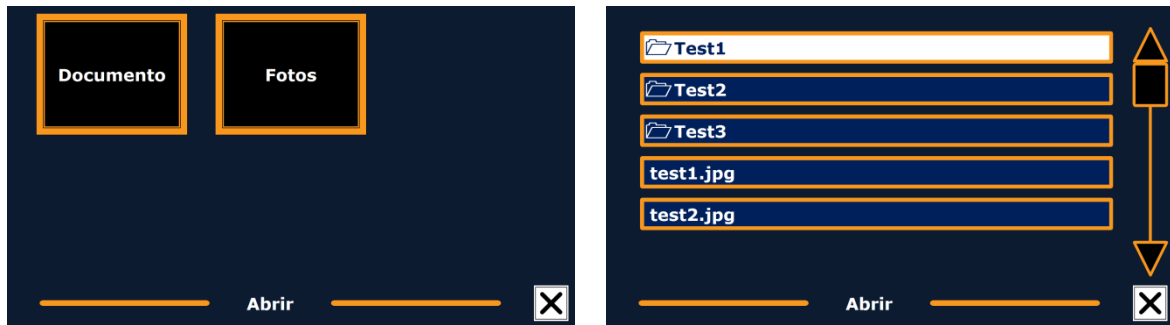 Documento
Fotos
Abrir
Test1
Test2
Test3
test1.jpg
test2.jpg
Abrir